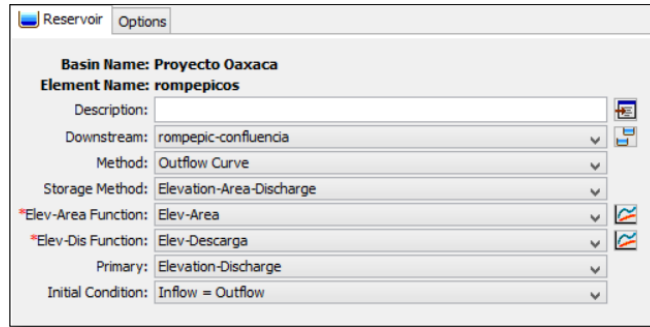 Reservoir Options
Basin Name: Proyecto Oaxaca
Element Name: rompepicos
Description:
Downstream: rompepic-confluencia
Method: Outflow Curve
Storage Method: Elevation-Area-Discharge
*Elev-Area Function: Elev-Area
*Elev-Dis Function: Elev-Descarga
Primary: Elevation-Discharge
Initial Condition: Inflow = Outflow